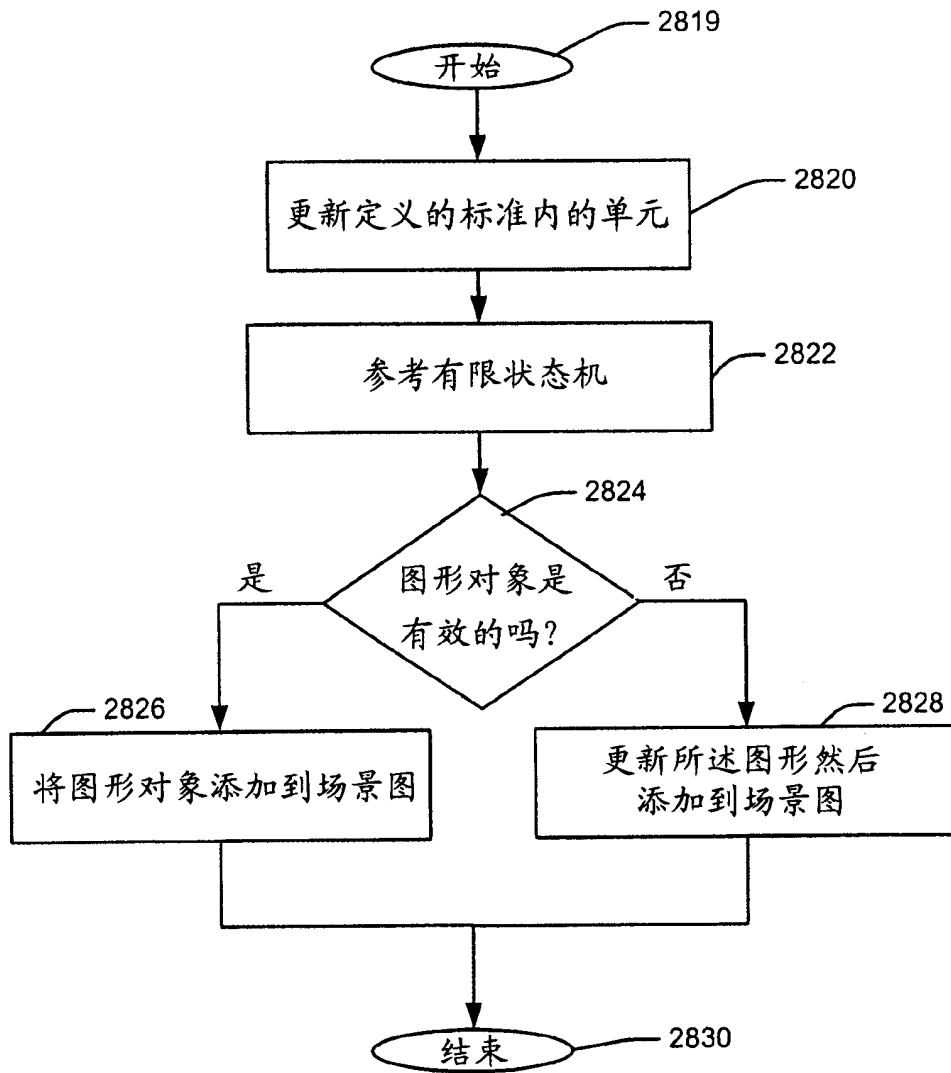 2819
开始
2820
更新定义的标准内的单元
2822
参考有限状态机
2824
图形对象是
有效的吗?
是
否
2826
将图形对象添加到场景图
2828
更新所述图形然后
添加到场景图
结束
2830